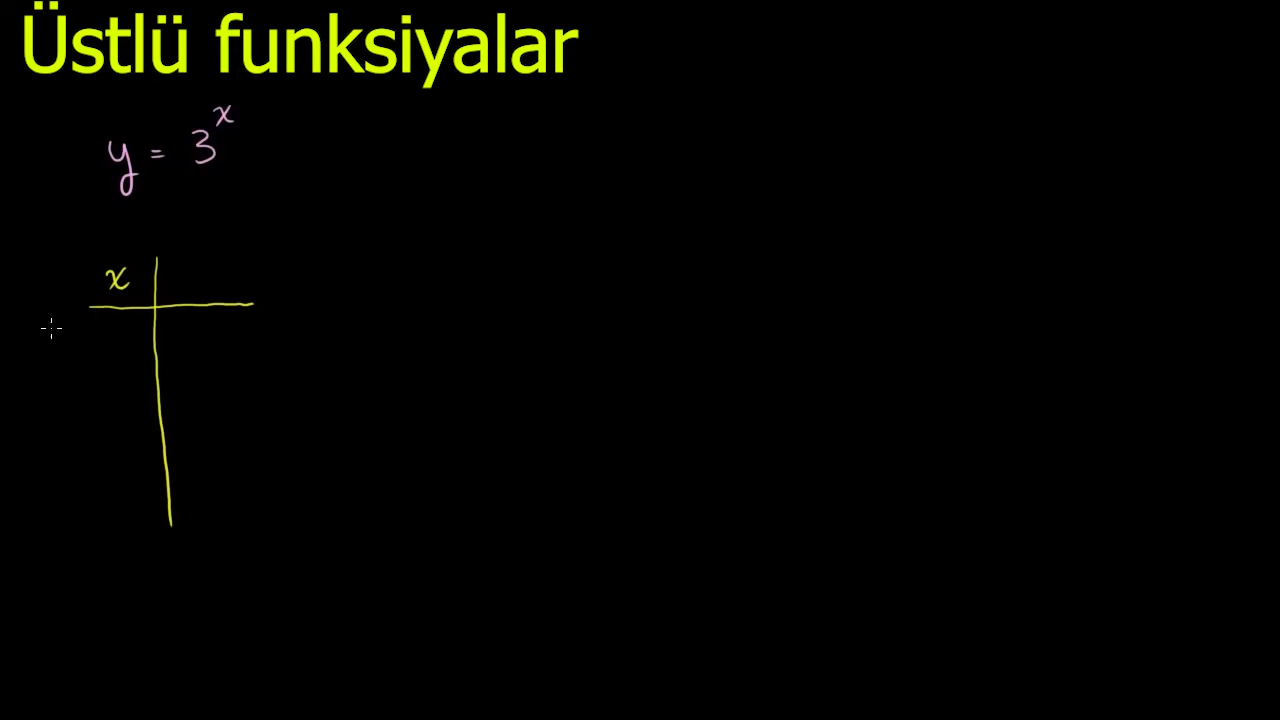 Üstlü funksiyalar
y = 3^x
x